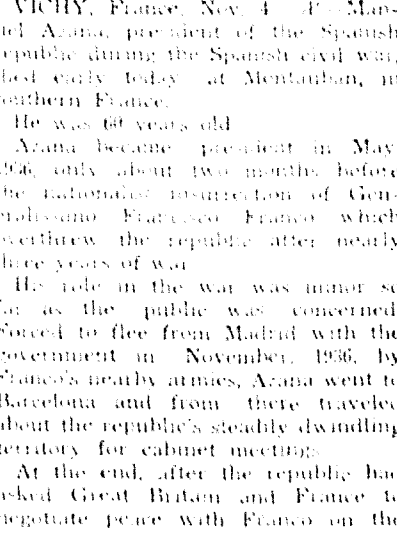 VICHY, France, Nov. 4 Man-
uel Azana, president of the Spanish
republic during the Spanish civil war,
died early today at Montauban, in
southern France.
He was 60 years old
Azana became president in May
1936, only about two months before
the nationalist insurrection of Gen-
eralissimo Francisco Franco which
overthrew the republic after nearly
three years of war
His role in the war was minor so
far as the public was concerned.
Forced to flee from Madrid with the
government in November, 1936, by
Franco's nearby armies, Azana went to
Barcelona and from there traveled
about the republic's steadily dwindling
territory for cabinet meetings
At the end, after the republic had
asked Great Britain and France to
negotiate peace with Franco on the